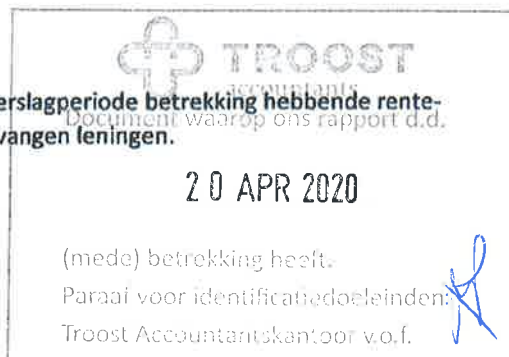 TROOST
accountants
erslagperiode betrekking hebbende rente-
Document waarop ons rapport d.d.
vangen leningen.
20 APR 2020
(mede) betrekking heeft.
Paraaf voor identificatiedoeleinden:
Troost Accountantskantoor v.o.f.